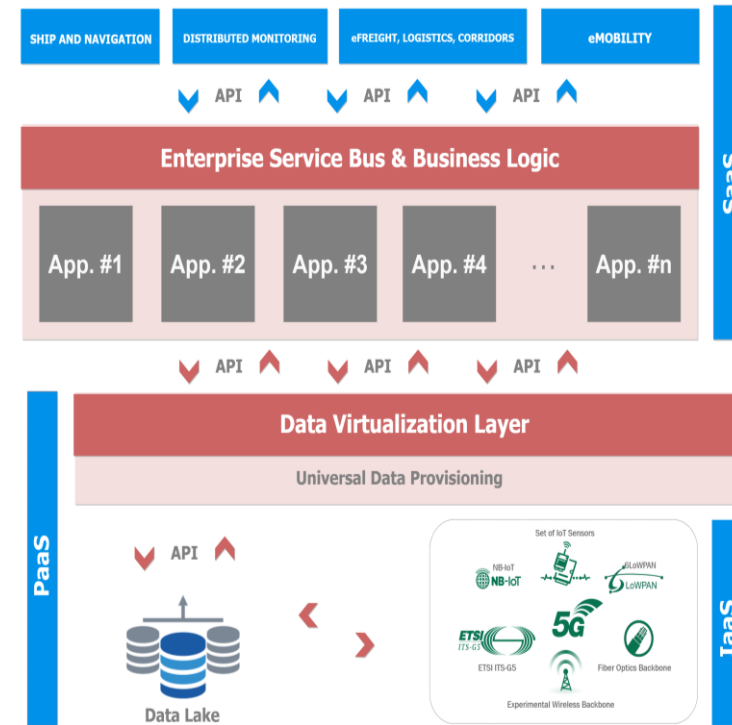 SHIP AND NAVIGATION
DISTRIBUTED MONITORING
eFREIGHT, LOGISTICS, CORRIDORS
eMOBILITY
API
API
API
SaaS
Enterprise Service Bus & Business Logic
App. #1
App. #2
App. #3
App. #4
...
App. #n
API
API
API
Data Virtualization Layer
Universal Data Provisioning
PaaS
API
Data Lake
Set of IoT Sensors
NB-IoT
NB-IoT
6LoWPAN
LoWPAN
5G
ETSI
ITS-G5
ETSI ITS-G5
Fiber Optics Backbone
Experimental Wireless Backbone
IaaS